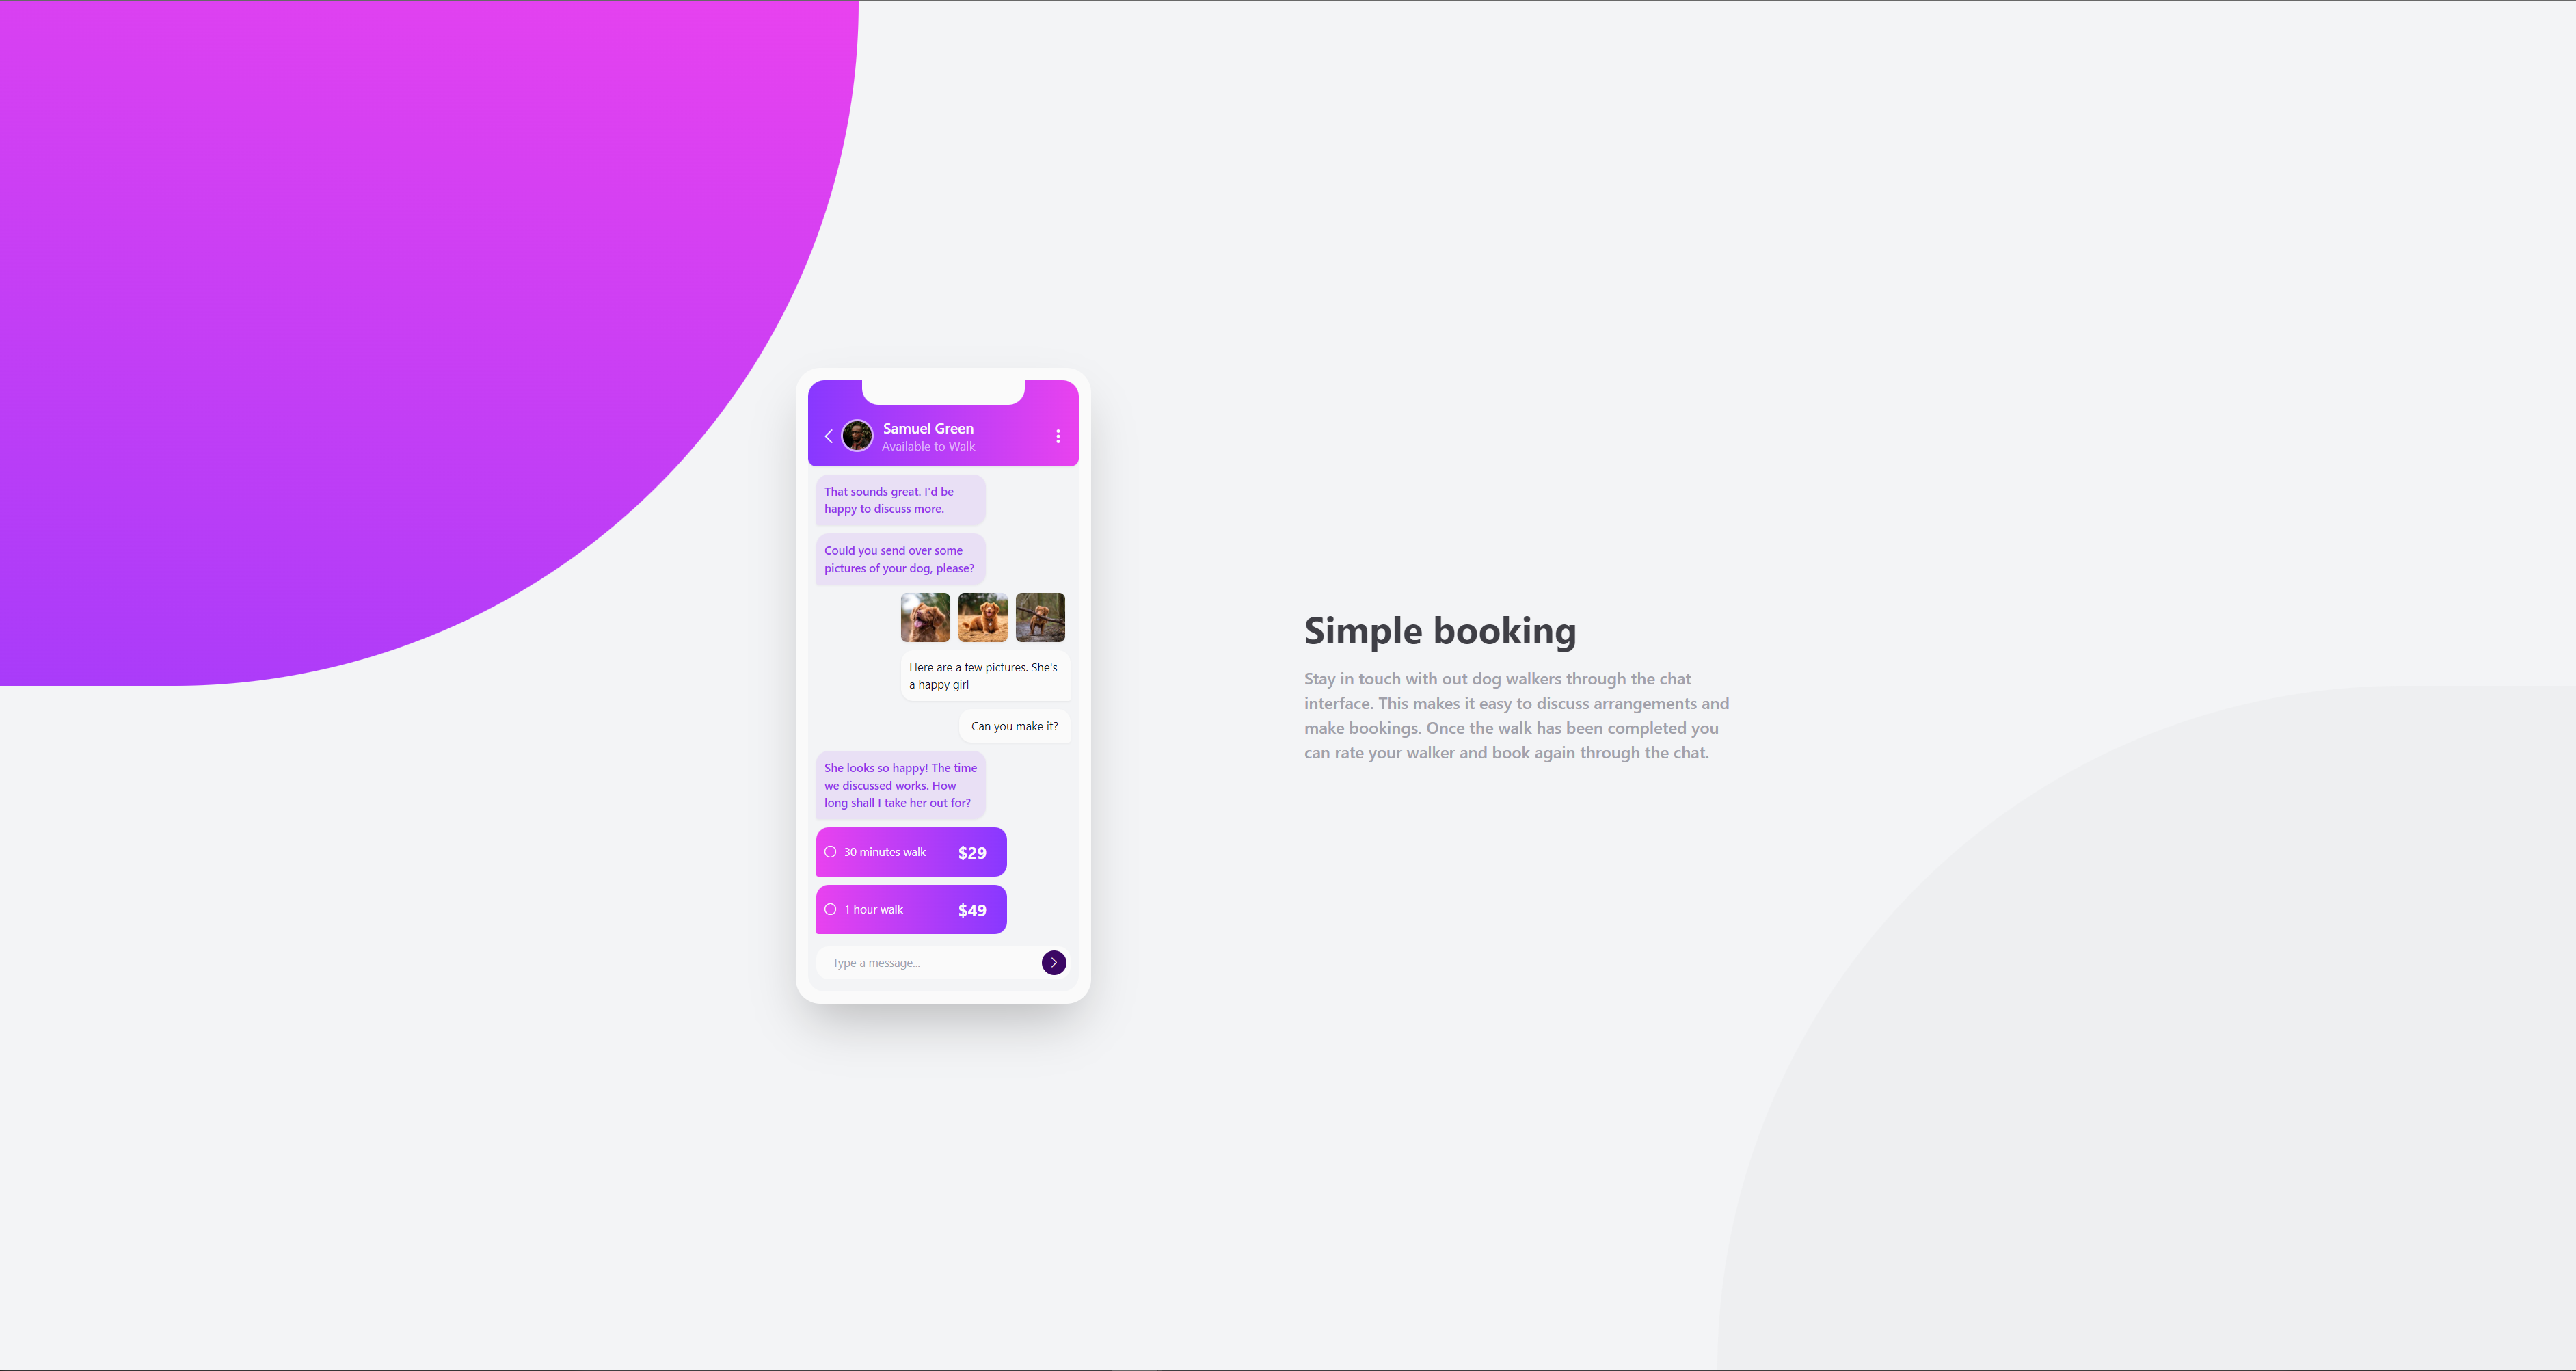 Samuel Green
Available to Walk
That sounds great. I'd be
happy to discuss more.
Could you send over some
pictures of your dog, please?
Here are a few pictures. She's
a happy girl
Can you make it?
She looks so happy! The time
we discussed works. How
long shall I take her out for?
30 minutes walk $29
1 hour walk $49
Type a message...
Simple booking
Stay in touch with out dog walkers through the chat
interface. This makes it easy to discuss arrangements and
make bookings. Once the walk has been completed you
can rate your walker and book again through the chat.